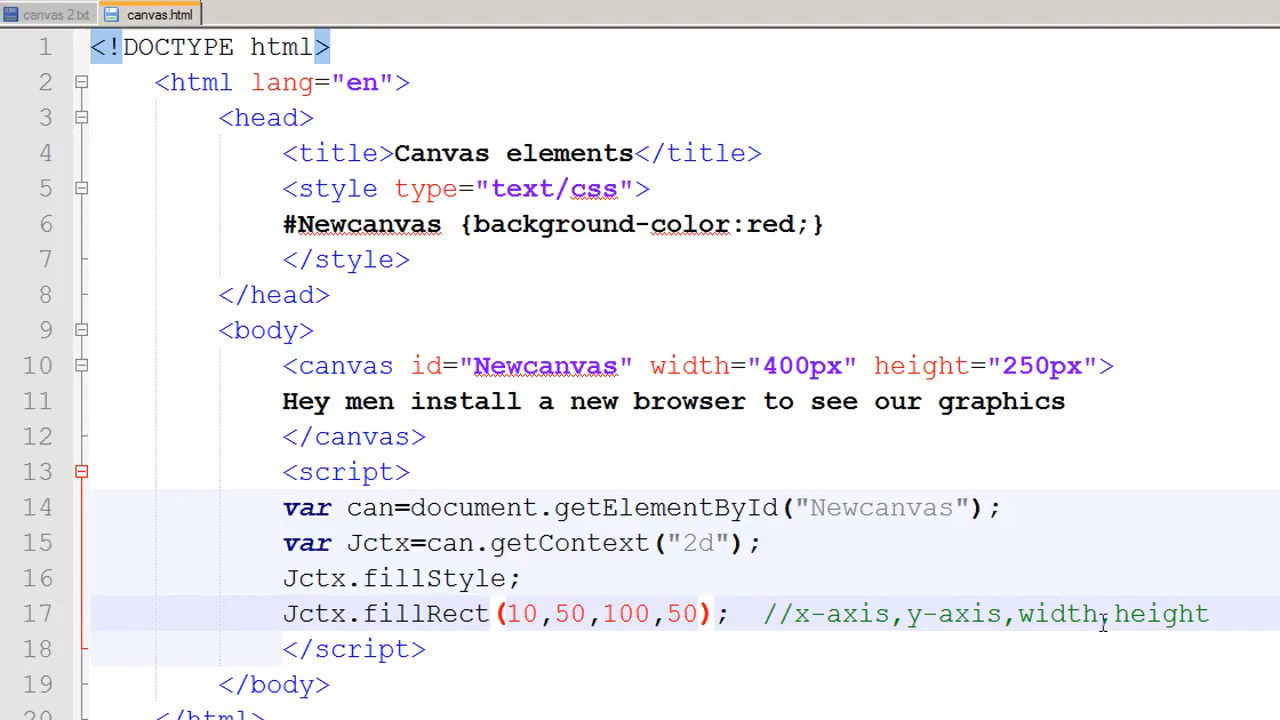 canvas 2.txt canvas.html
1 <!DOCTYPE html>
2 <html lang="en">
3 <head>
4 <title>Canvas elements</title>
5 <style type="text/css">
6 #Newcanvas {background-color:red;}
7 </style>
8 </head>
9 <body>
10 <canvas id="Newcanvas" width="400px" height="250px">
11 Hey men install a new browser to see our graphics
12 </canvas>
13 <script>
14 var can=document.getElementById("Newcanvas");
15 var Jctx=can.getContext("2d");
16 Jctx.fillStyle;
17 Jctx.fillRect(10,50,100,50); //x-axis,y-axis,width,height
18 </script>
19 </body>
20 </html>